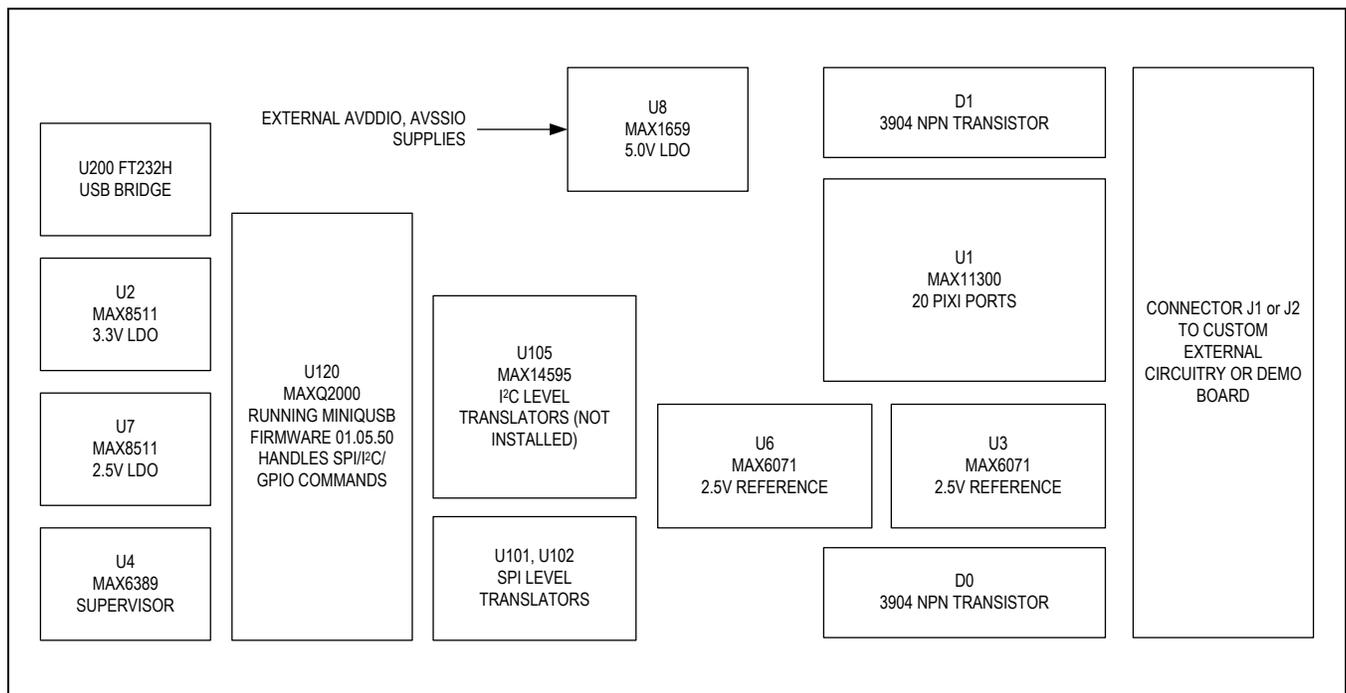 U200 FT232H
USB BRIDGE
U2
MAX8511
3.3V LDO
U7
MAX8511
2.5V LDO
U4
MAX6389
SUPERVISOR
U120
MAXQ2000
RUNNING MINIQUSB
FIRMWARE 01.05.50
HANDLES SPI/I²C/
GPIO COMMANDS
EXTERNAL AVDDIO, AVSSIO
SUPPLIES
U8
MAX1659
5.0V LDO
U105
MAX14595
I²C LEVEL
TRANSLATORS (NOT
INSTALLED)
U101, U102
SPI LEVEL
TRANSLATORS
U6
MAX6071
2.5V REFERENCE
D1
3904 NPN TRANSISTOR
U1
MAX11300
20 PIXI PORTS
U3
MAX6071
2.5V REFERENCE
D0
3904 NPN TRANSISTOR
CONNECTOR J1 or J2
TO CUSTOM
EXTERNAL
CIRCUITRY OR DEMO
BOARD